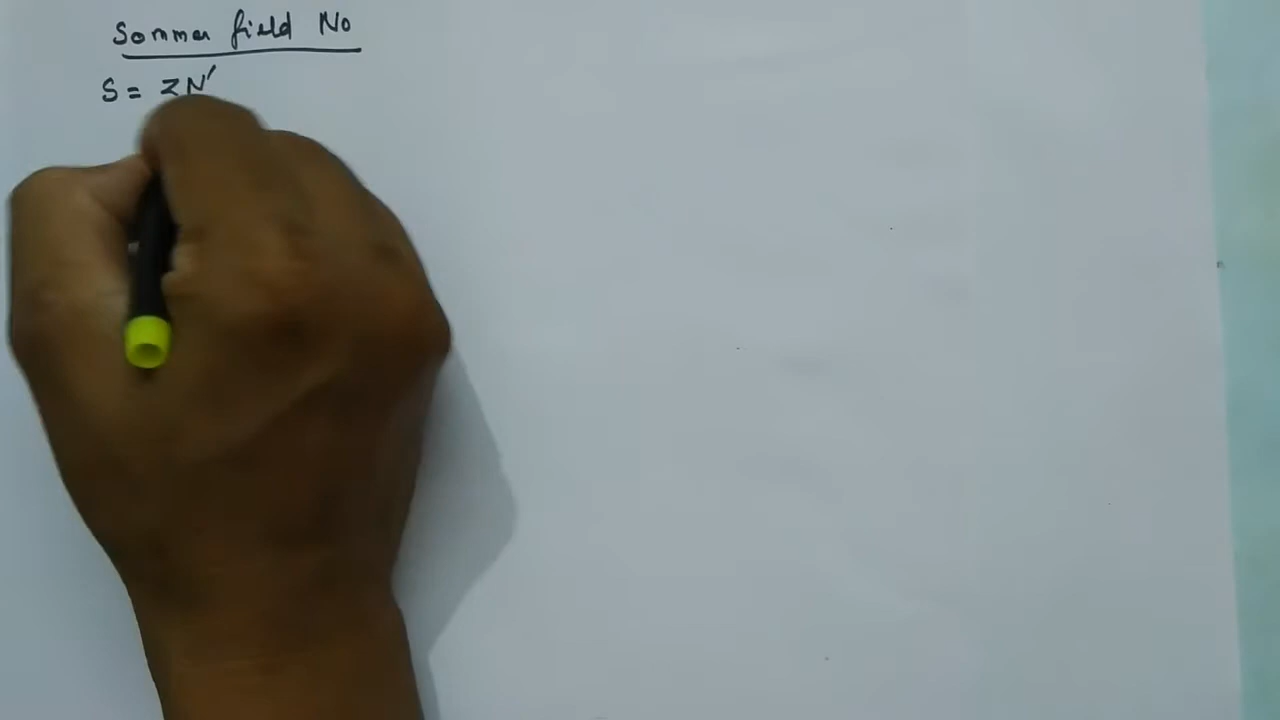 Sommer field No
S = ZN'